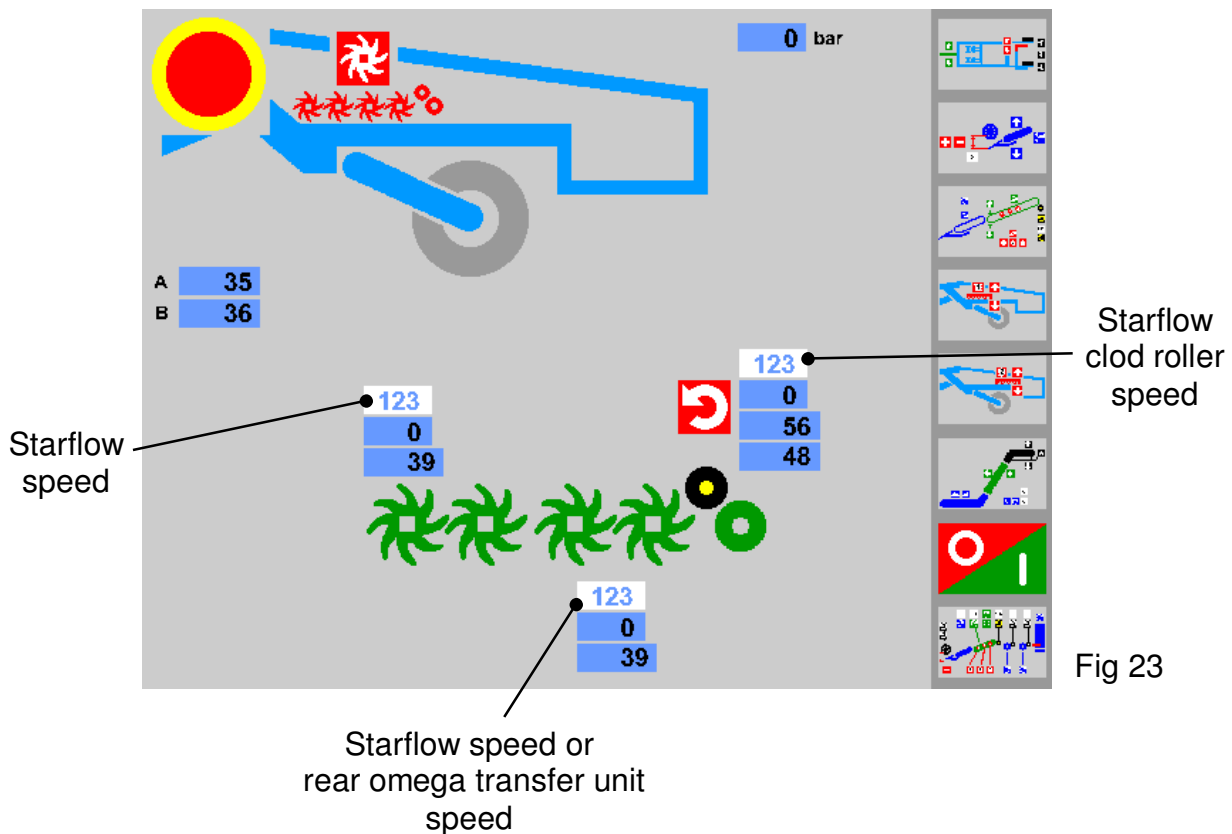 0 bar
A 35
B 36
123
0
56
48
Starflow
clod roller
speed
123
0
39
Starflow
speed
123
0
39
Fig 23
Starflow speed or
rear omega transfer unit
speed